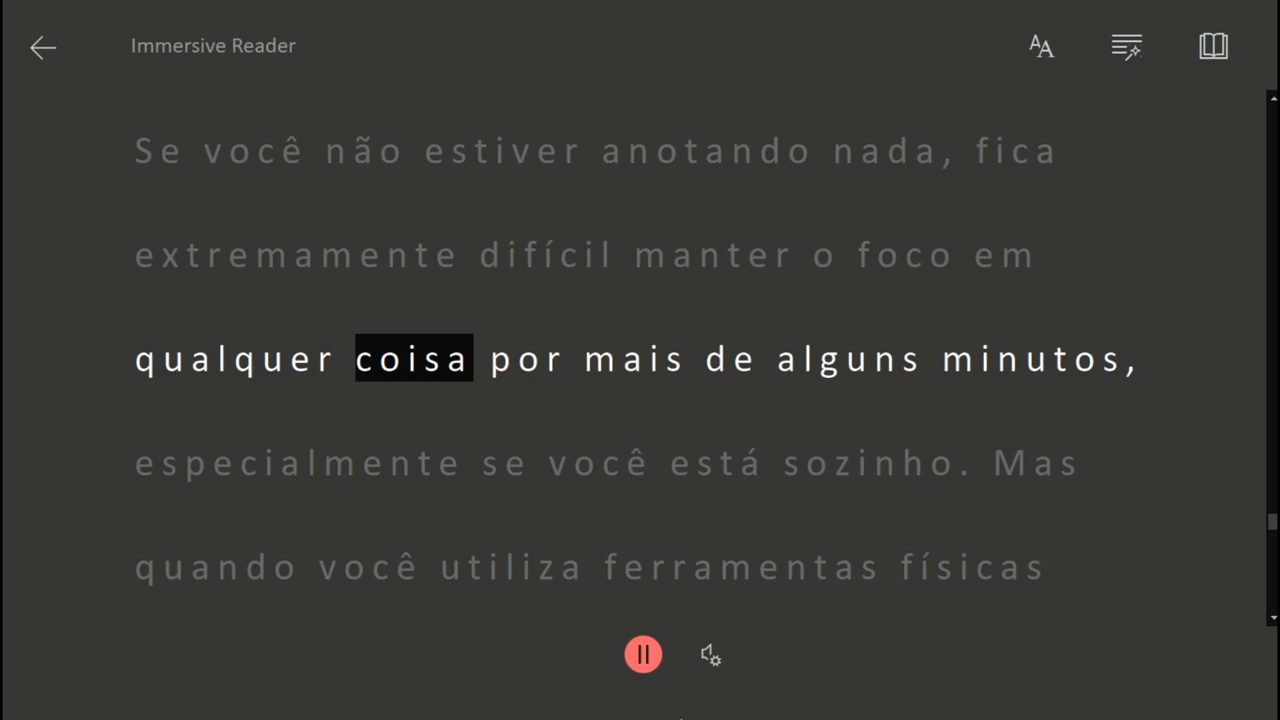 Immersive Reader
Se você não estiver anotando nada, fica
extremamente difícil manter o foco em
qualquer coisa por mais de alguns minutos,
especialmente se você está sozinho. Mas
quando você utiliza ferramentas físicas